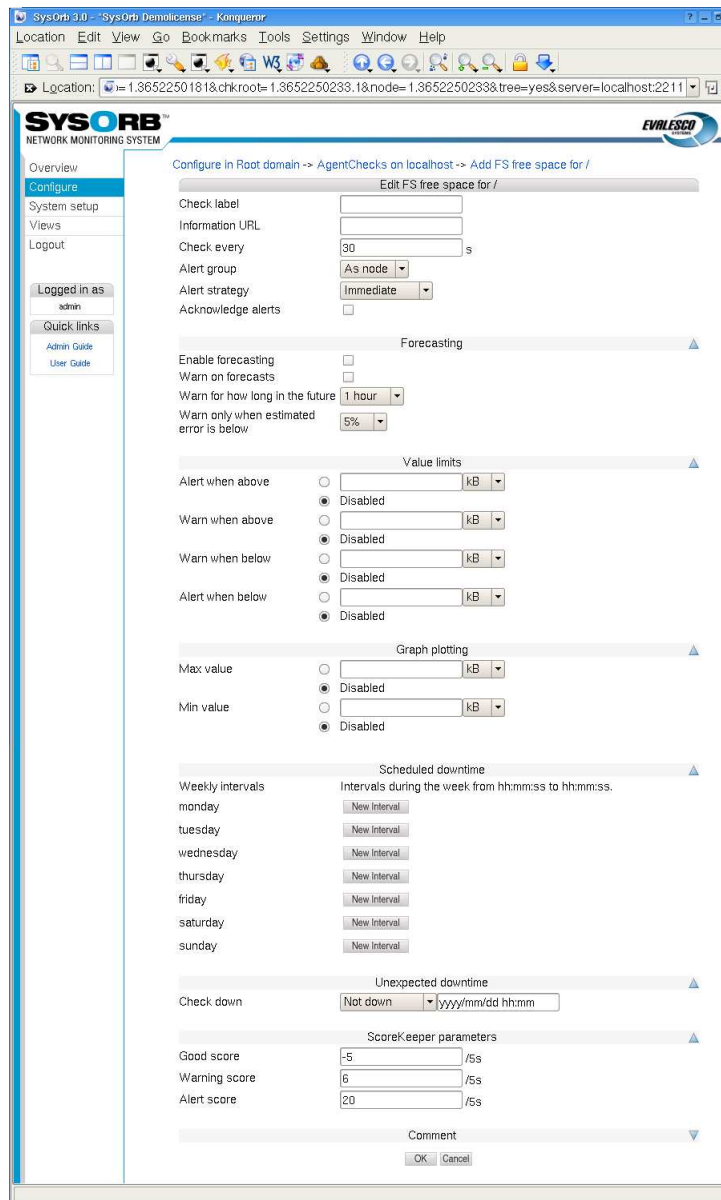 SysOrb 3.0 - "SysOrb Demolicense" - Konqueror
Location Edit View Go Bookmarks Tools Settings Window Help
Location: )=1.3652250181&chkroot=1.3652250233.1&node=1.3652250233&tree=yes&server=localhost:2211
SYSORB™
NETWORK MONITORING SYSTEM
EVALESCO
SYSTEMS
Overview
Configure
System setup
Views
Logout
Logged in as
admin
Quick links
Admin Guide
User Guide
Configure in Root domain -> AgentChecks on localhost -> Add FS free space for /
Edit FS free space for /
Check label
Information URL
Check every 30 s
Alert group As node
Alert strategy Immediate
Acknowledge alerts
Forecasting
Enable forecasting
Warn on forecasts
Warn for how long in the future 1 hour
Warn only when estimated
error is below 5%
Value limits
Alert when above kB
Disabled
Warn when above kB
Disabled
Warn when below kB
Disabled
Alert when below kB
Disabled
Graph plotting
Max value kB
Disabled
Min value kB
Disabled
Scheduled downtime
Weekly intervals Intervals during the week from hh:mm:ss to hh:mm:ss.
monday New Interval
tuesday New Interval
wednesday New Interval
thursday New Interval
friday New Interval
saturday New Interval
sunday New Interval
Unexpected downtime
Check down Not down yyyy/mm/dd hh:mm
ScoreKeeper parameters
Good score -5 /5s
Warning score 6 /5s
Alert score 20 /5s
Comment
OK Cancel